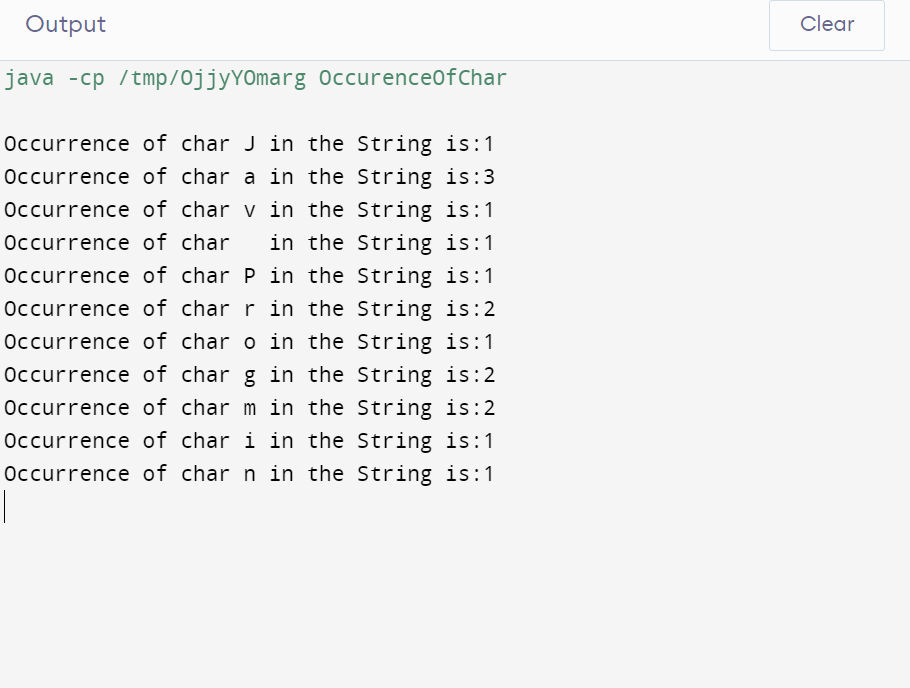 Output
Clear
java -cp /tmp/OjjyYOmarg OccurenceOfChar
Occurrence of char J in the String is:1
Occurrence of char a in the String is:3
Occurrence of char v in the String is:1
Occurrence of char   in the String is:1
Occurrence of char P in the String is:1
Occurrence of char r in the String is:2
Occurrence of char o in the String is:1
Occurrence of char g in the String is:2
Occurrence of char m in the String is:2
Occurrence of char i in the String is:1
Occurrence of char n in the String is:1